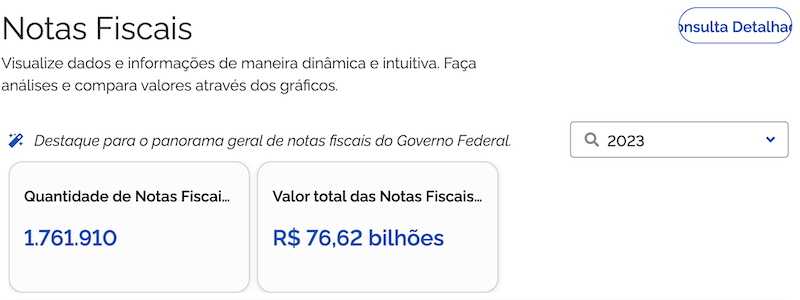 Notas Fiscais
onsulta Detalha
Visualize dados e informações de maneira dinâmica e intuitiva. Faça
análises e compara valores através dos gráficos.
Destaque para o panorama geral de notas fiscais do Governo Federal.
2023
Quantidade de Notas Fiscai...
Valor total das Notas Fiscais...
1.761.910
R$ 76,62 bilhões